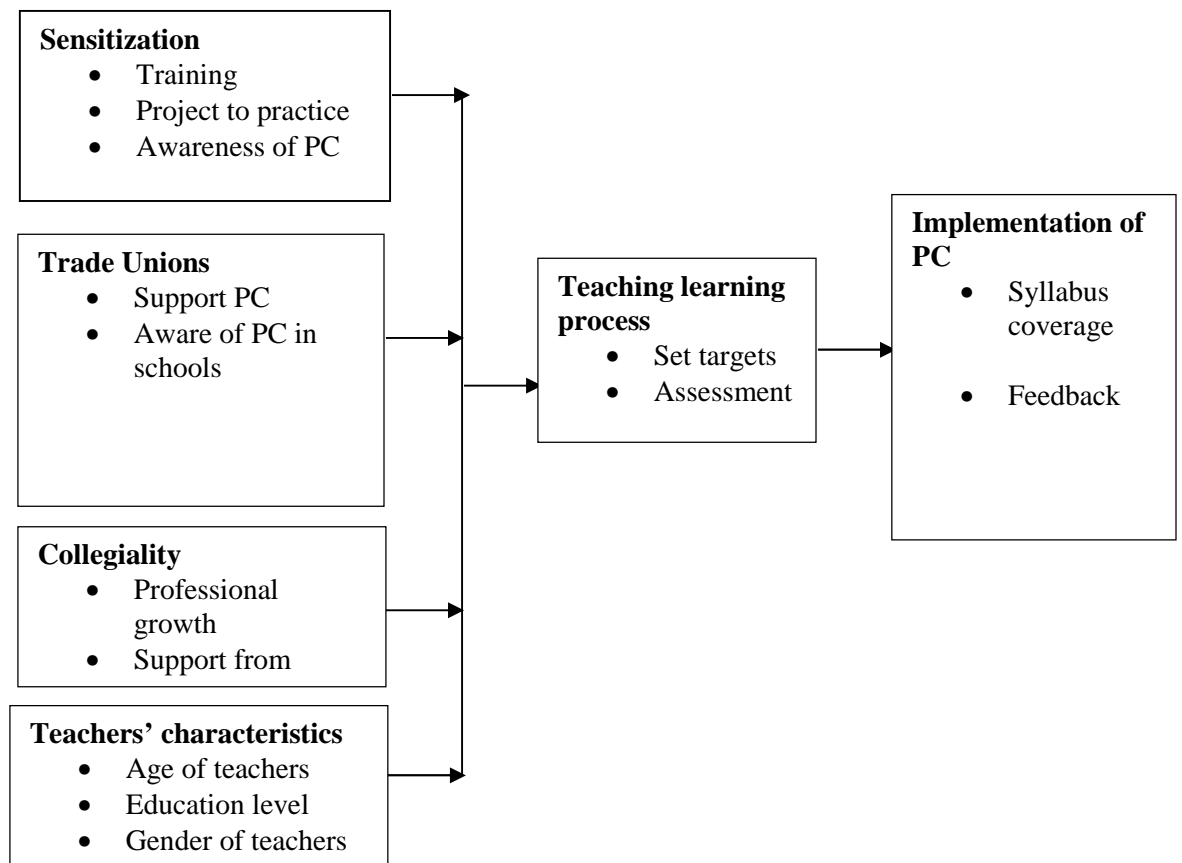 Sensitization
• Training
• Project to practice
• Awareness of PC
Trade Unions
• Support PC
• Aware of PC in
schools
Collegiality
• Professional
growth
• Support from
Teachers’ characteristics
• Age of teachers
• Education level
• Gender of teachers
Teaching learning
process
• Set targets
• Assessment
Implementation of
PC
• Syllabus
coverage
• Feedback